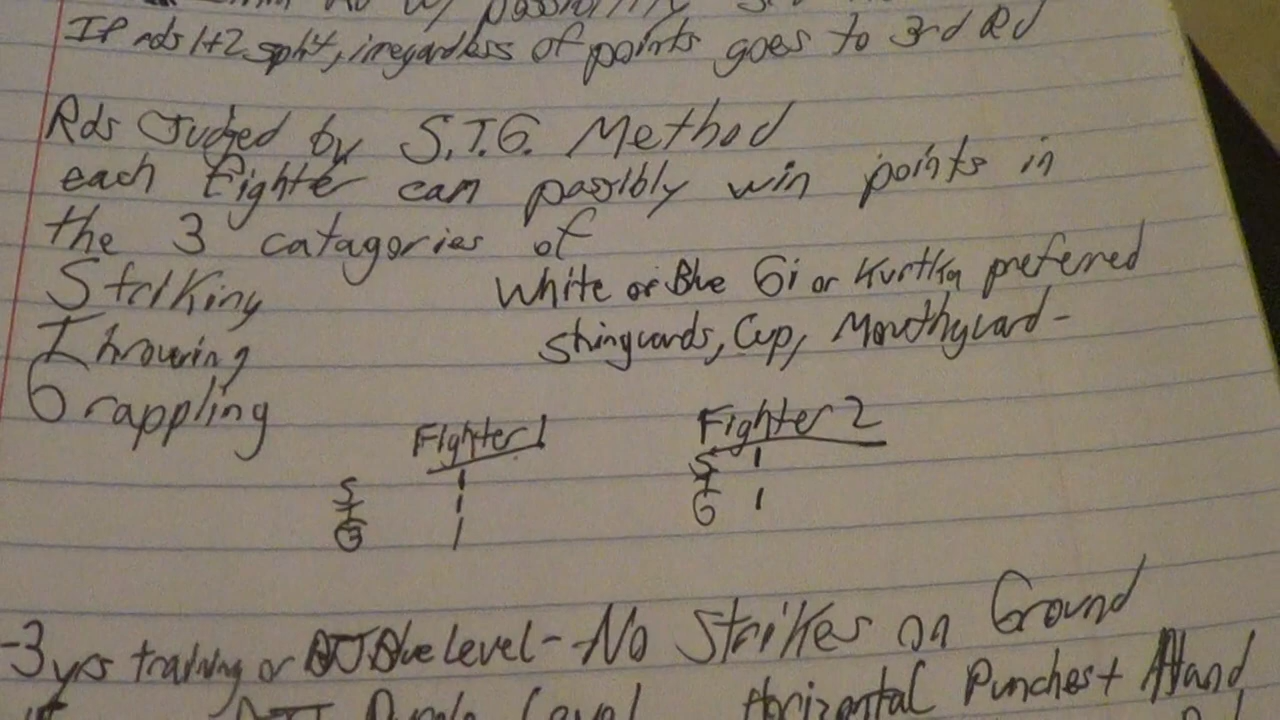 If rds 1+2 split, irregardless of points goes to 3rd Rd
Rds Judged by S.T.G. Method
each fighter can possibly win points in
the 3 catagories of
Striking
Throwing
Grappling
White or Blue Gi or Kurtka preferred
Shinguards, Cup, Mouthguard-
Fighter 1
S 1
T 1
G 1
Fighter 2
S 1
T
G 1
-3 yrs training or BJJ Blue Level - No Strikes on Ground
Level Horizontal Punches + Hand